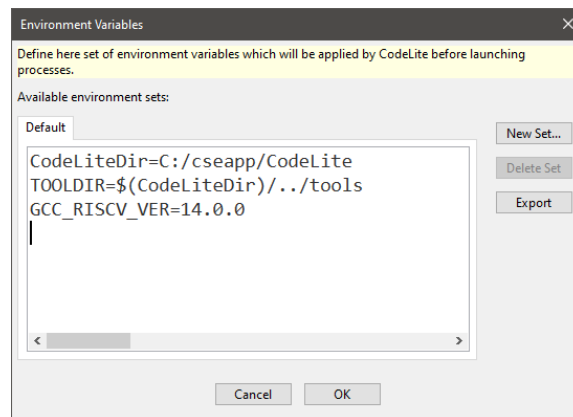 Environment Variables
Define here set of environment variables which will be applied by CodeLite before launching
processes.
Available environment sets:
Default
CodeLiteDir=C:/cseapp/CodeLite
TOOLDIR=$(CodeLiteDir)/../tools
GCC_RISCV_VER=14.0.0
New Set...
Delete Set
Export
Cancel
OK